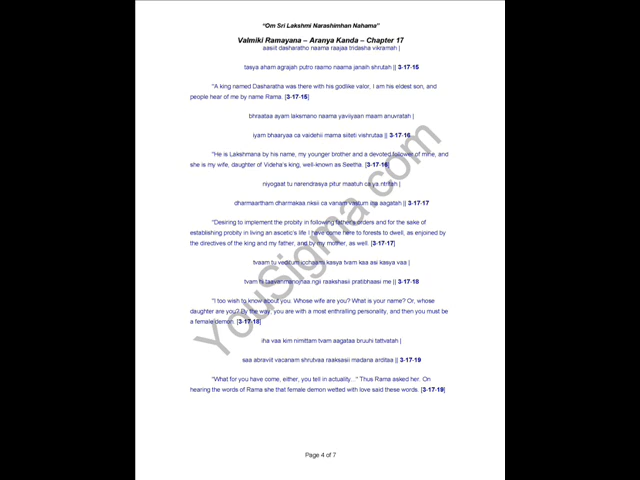 "Om Sri Lakshmi Narashimhan Nahama"
Valmiki Ramayana – Aranya Kanda – Chapter 17
aasiit dasharatho naama raajaa tridasha vikramah |
tasya aham agrajah putro raamo naama janaih shrutah || 3-17-15
"A king named Dasharatha was there with his godlike valor, I am his eldest son, and
people hear of me by name Rama. [3-17-15]
bhraataa ayam laksmano naama yaviiyaan maam anuvratah |
iyam bhaaryaa ca vaidehii mama siiteti vishrutaa || 3-17-16
"He is Lakshmana by his name, my younger brother and a devoted follower of mine, and
she is my wife, daughter of Videha's king, well-known as Seetha. [3-17-16]
niyogaat tu narendrasya pitur maatuh ca ya.ntritah |
dharmaartham dharmakaa.nksii ca vanam vastum iha aagatah || 3-17-17
"Desiring to implement the probity in following father's orders and for the sake of
establishing probity in living an ascetic's life I have come here to forests to dwell, as enjoined by
the directives of the king and my father, and by my mother, as well. [3-17-17]
tvaam tu veditum icchaami kasya tvam kaa asi kasya vaa |
tvam hi taavanmanoj~naa.ngii raakshasii pratibhaasi me || 3-17-18
"I too wish to know about you. Whose wife are you? What is your name? Or, whose
daughter are you? By the way, you are with a most enthralling personality, and then you must be
a female demon. [3-17-18]
iha vaa kim nimittam tvam aagataa bruuhi tattvatah |
saa abraviit vacanam shrutvaa raaksasii madana arditaa || 3-17-19
"What for you have come, either, you tell in actuality..." Thus Rama asked her. On
hearing the words of Rama she that female demon wetted with love said these words. [3-17-19]
YouSigma.com
Page 4 of 7